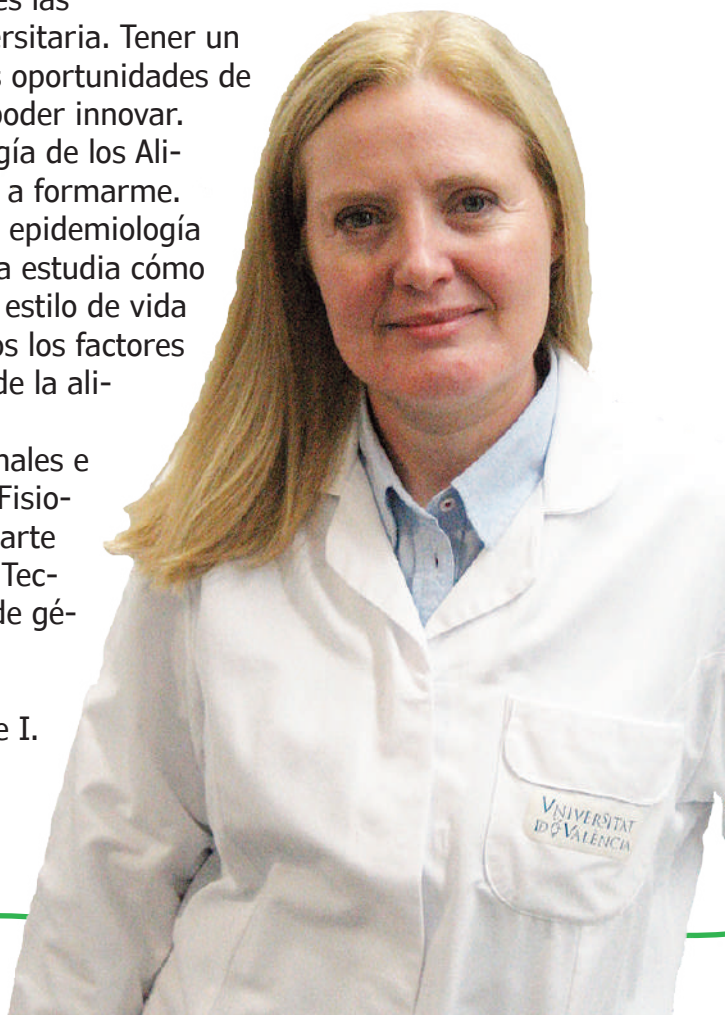 es las
ersitaria. Tener un
s oportunidades de
poder innovar.
gía de los Ali-
a formarme.
epidemiología
a estudia cómo
estilo de vida
os los factores
de la ali-
nales e
Fisio-
arte
Tec-
de gé-
e I.
VNIVERSITAT
ID VALÈNCIA